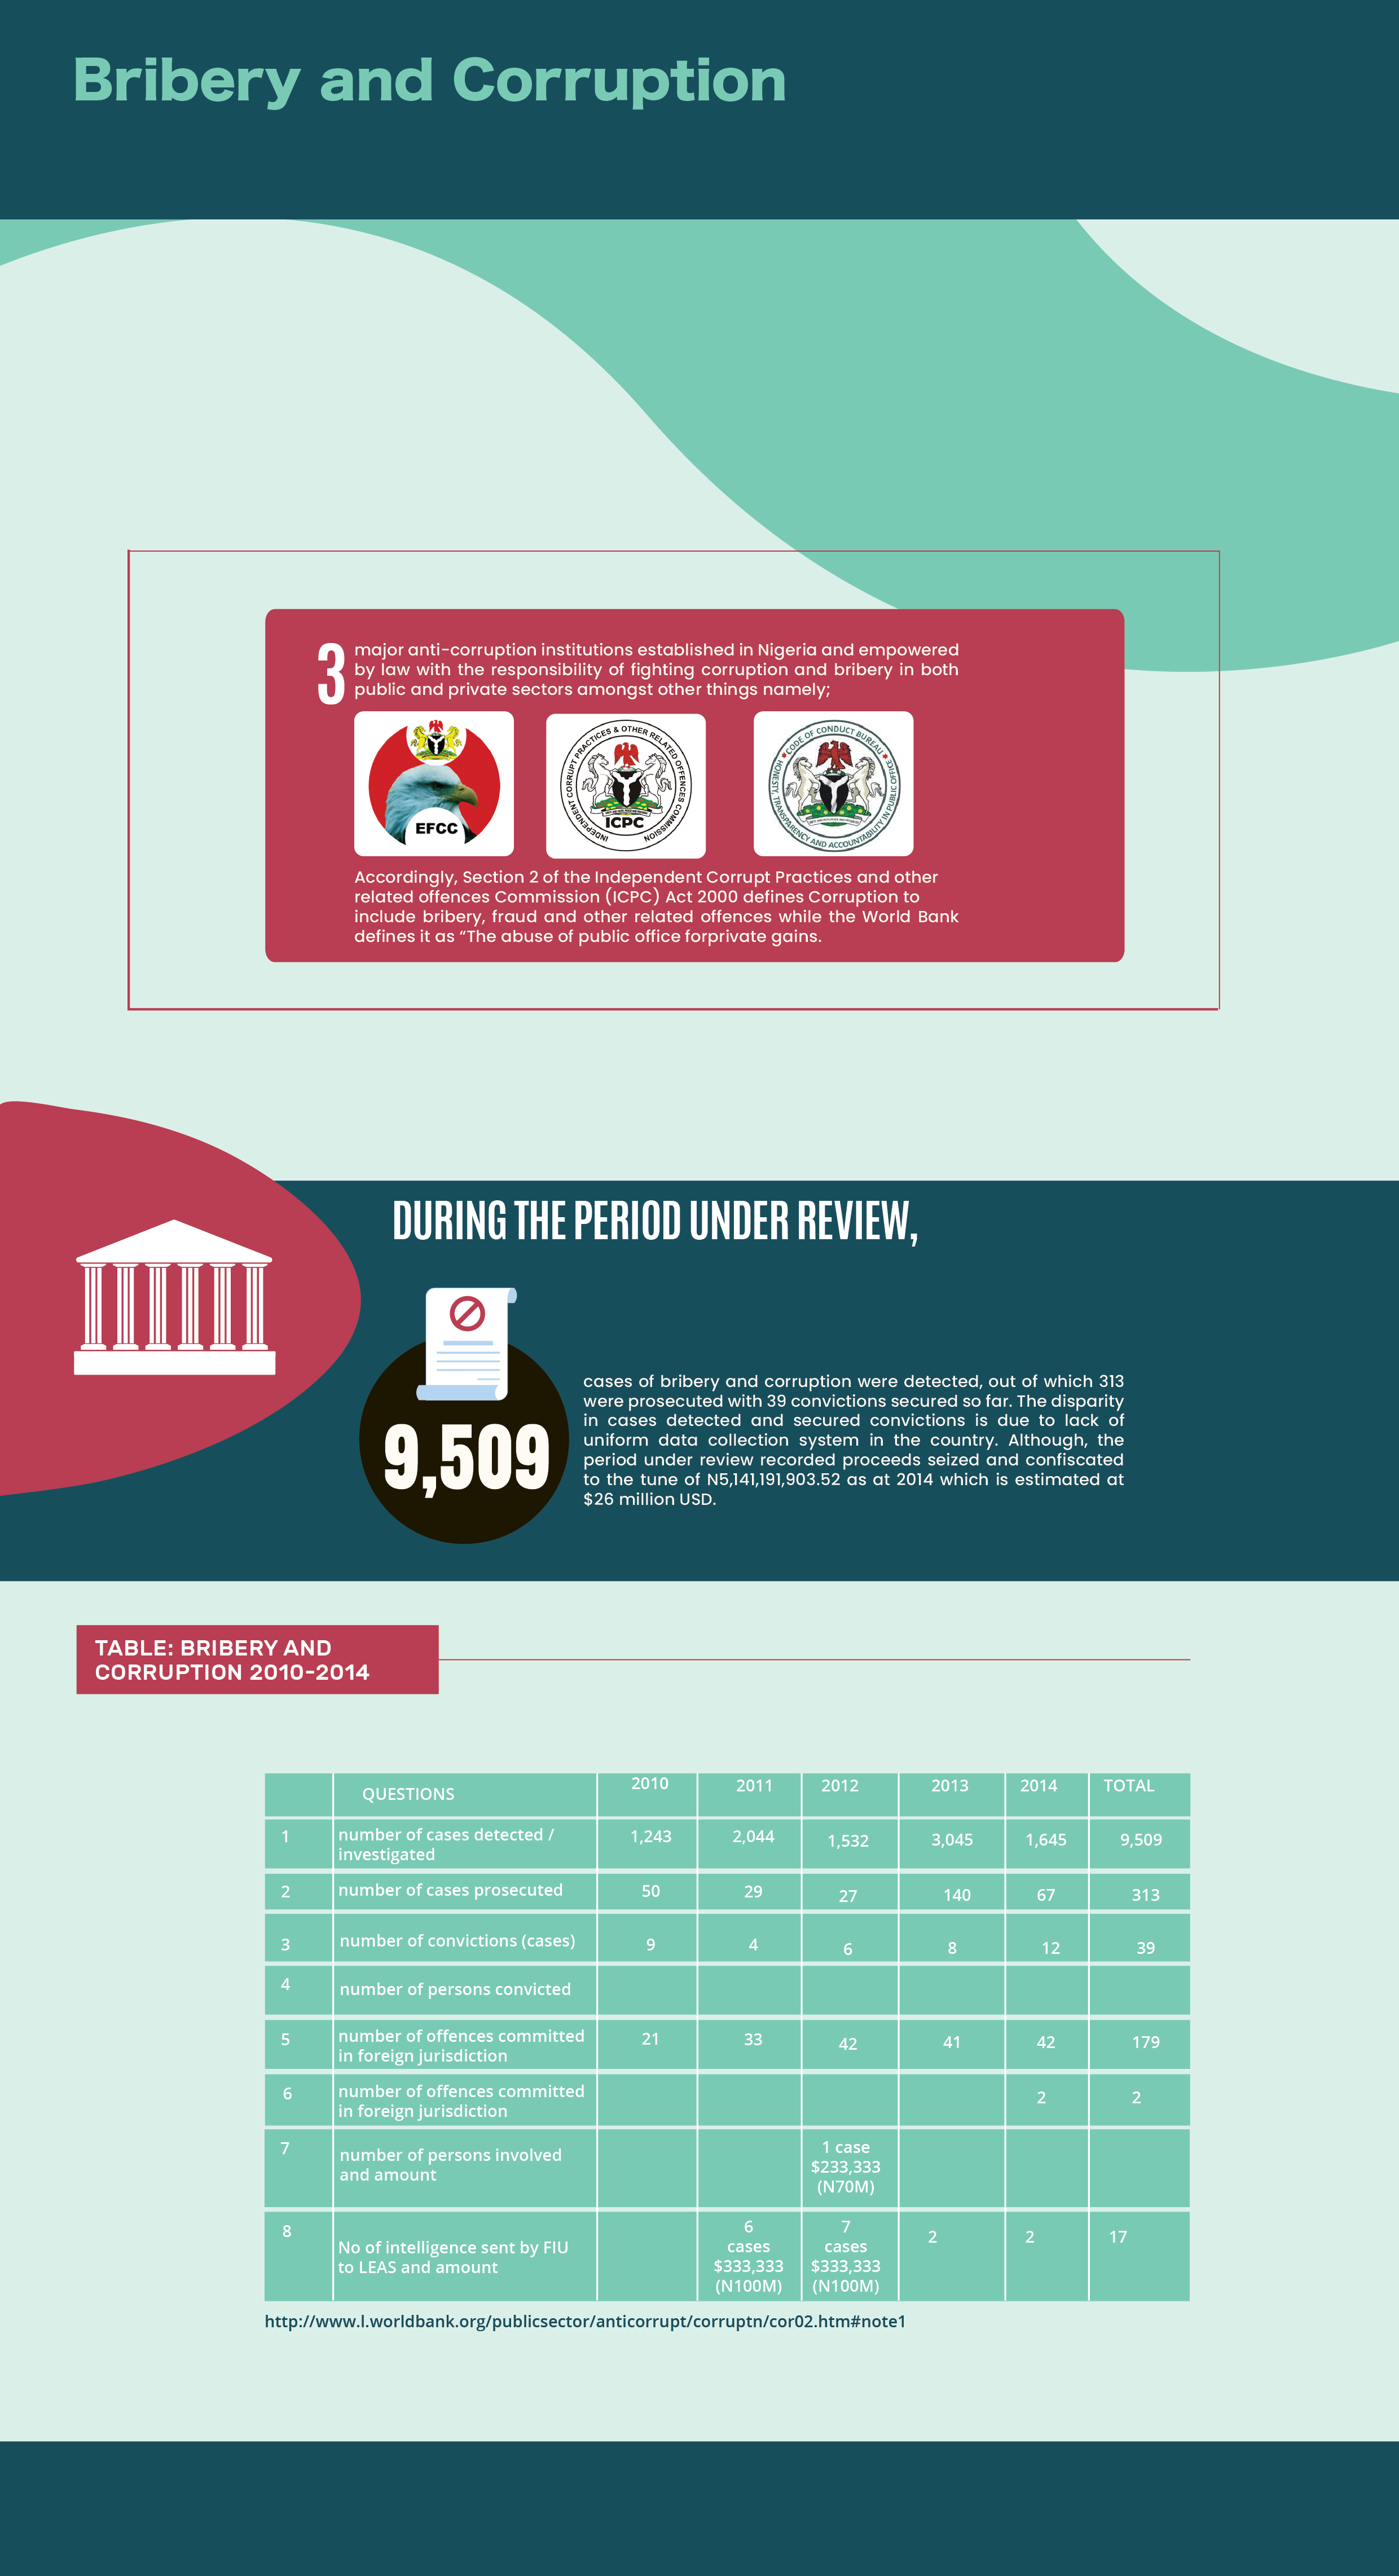 Bribery and Corruption
3
major anti-corruption institutions established in Nigeria and empowered
by law with the responsibility of fighting corruption and bribery in both
public and private sectors amongst other things namely;
EFCC
INDEPENDENT CORRUPT PRACTICES & OTHER RELATED OFFENCES COMMISSION
ICPC
CODE OF CONDUCT BUREAU
HONESTY, TRANSPARENCY AND ACCOUNTABILITY IN PUBLIC OFFICE
Accordingly, Section 2 of the Independent Corrupt Practices and other
related offences Commission (ICPC) Act 2000 defines Corruption to
include bribery, fraud and other related offences while the World Bank
defines it as “The abuse of public office forprivate gains.
DURING THE PERIOD UNDER REVIEW,
9,509
cases of bribery and corruption were detected, out of which 313
were prosecuted with 39 convictions secured so far. The disparity
in cases detected and secured convictions is due to lack of
uniform data collection system in the country. Although, the
period under review recorded proceeds seized and confiscated
to the tune of N5,141,191,903.52 as at 2014 which is estimated at
$26 million USD.
TABLE: BRIBERY AND
CORRUPTION 2010-2014
QUESTIONS 2010 2011 2012 2013 2014 TOTAL
1 number of cases detected / 1,243 2,044 1,532 3,045 1,645 9,509
investigated
2 number of cases prosecuted 50 29 27 140 67 313
3 number of convictions (cases) 9 4 6 8 12 39
4 number of persons convicted
5 number of offences committed 21 33 42 41 42 179
in foreign jurisdiction
6 number of offences committed 2 2
in foreign jurisdiction
7 number of persons involved
and amount
1 case
$233,333
(N70M)
8 No of intelligence sent by FIU
to LEAS and amount
6
cases
$333,333
(N100M)
7
cases
$333,333
(N100M)
2 2 17
http://www.l.worldbank.org/publicsector/anticorrupt/corruptn/cor02.htm#note1